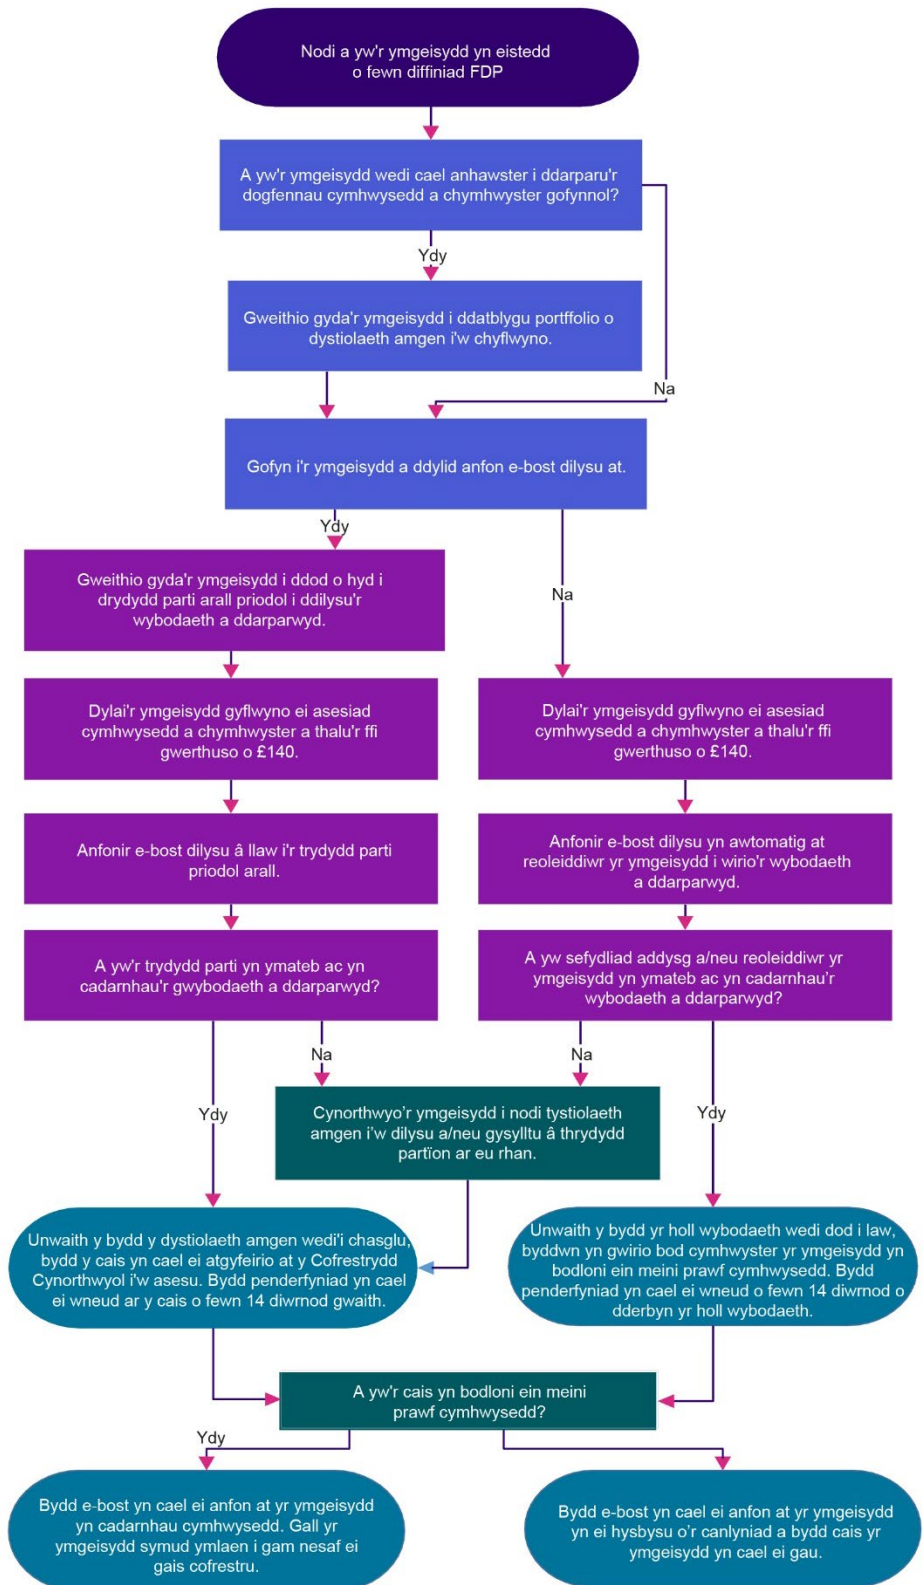 Nodi a yw'r ymgeisydd yn eistedd
o fewn diffiniad FDP
A yw'r ymgeisydd wedi cael anhawster i ddarparu'r
dogfennau cymhwysedd a chymhwyster gofynnol?
Ydy
Gweithio gyda'r ymgeisydd i ddatblygu portffolio o
dystiolaeth amgen i'w chyflwyno.
Na
Gofyn i'r ymgeisydd a ddylid anfon e-bost dilysu at.
Ydy
Na
Gweithio gyda'r ymgeisydd i ddod o hyd i
drydydd parti arall priodol i ddilysu'r
wybodaeth a ddarparwyd.
Dylai'r ymgeisydd gyflwyno ei asesiad
cymhwysedd a chymhwyster a thalu'r ffi
gwerthuso o £140.
Dylai'r ymgeisydd gyflwyno ei asesiad
cymhwysedd a chymhwyster a thalu'r ffi
gwerthuso o £140.
Anfonir e-bost dilysu â llaw i'r trydydd parti
priodol arall.
Anfonir e-bost dilysu yn awtomatig at
reoleiddiwr yr ymgeisydd i wirio'r wybodaeth
a ddarparwyd.
A yw'r trydydd parti yn ymateb ac yn
cadarnhau'r gwybodaeth a ddarparwyd?
A yw sefydliad addysg a/neu reoleiddiwr yr
ymgeisydd yn ymateb ac yn cadarnhau’r
wybodaeth a ddarparwyd?
Na
Na
Ydy
Ydy
Cynorthwyo’r ymgeisydd i nodi tystiolaeth
amgen i’w dilysu a/neu gysylltu â thrydydd
partïon ar eu rhan.
Unwaith y bydd y dystiolaeth amgen wedi'i chasglu,
bydd y cais yn cael ei atgyfeirio at y Cofrestrydd
Cynorthwyol i'w asesu. Bydd penderfyniad yn cael
ei wneud ar y cais o fewn 14 diwrnod gwaith.
Unwaith y bydd yr holl wybodaeth wedi dod i law,
byddwn yn gwirio bod cymhwyster yr ymgeisydd yn
bodloni ein meini prawf cymhwysedd. Bydd
penderfyniad yn cael ei wneud o fewn 14 diwrnod o
dderbyn yr holl wybodaeth.
A yw'r cais yn bodloni ein meini
prawf cymhwysedd?
Ydy
Bydd e-bost yn cael ei anfon at yr ymgeisydd
yn cadarnhau cymhwysedd. Gall yr
ymgeisydd symud ymlaen i gam nesaf ei
gais cofrestru.
Bydd e-bost yn cael ei anfon at yr ymgeisydd
yn ei hysbysu o’r canlyniad a bydd cais yr
ymgeisydd yn cael ei gau.